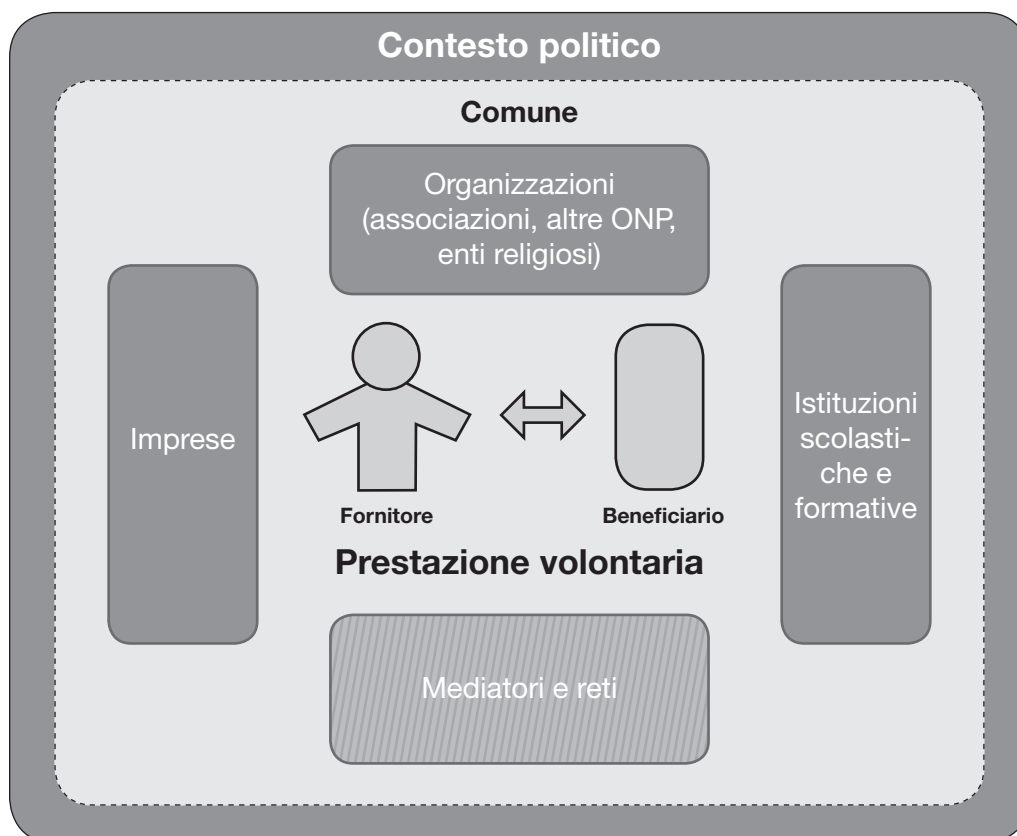 Contesto politico
Comune
Organizzazioni
(associazioni, altre ONP,
enti religiosi)
Imprese
Istituzioni
scolasti-
che e
formative
Fornitore
Beneficiario
Prestazione volontaria
Mediatori e reti